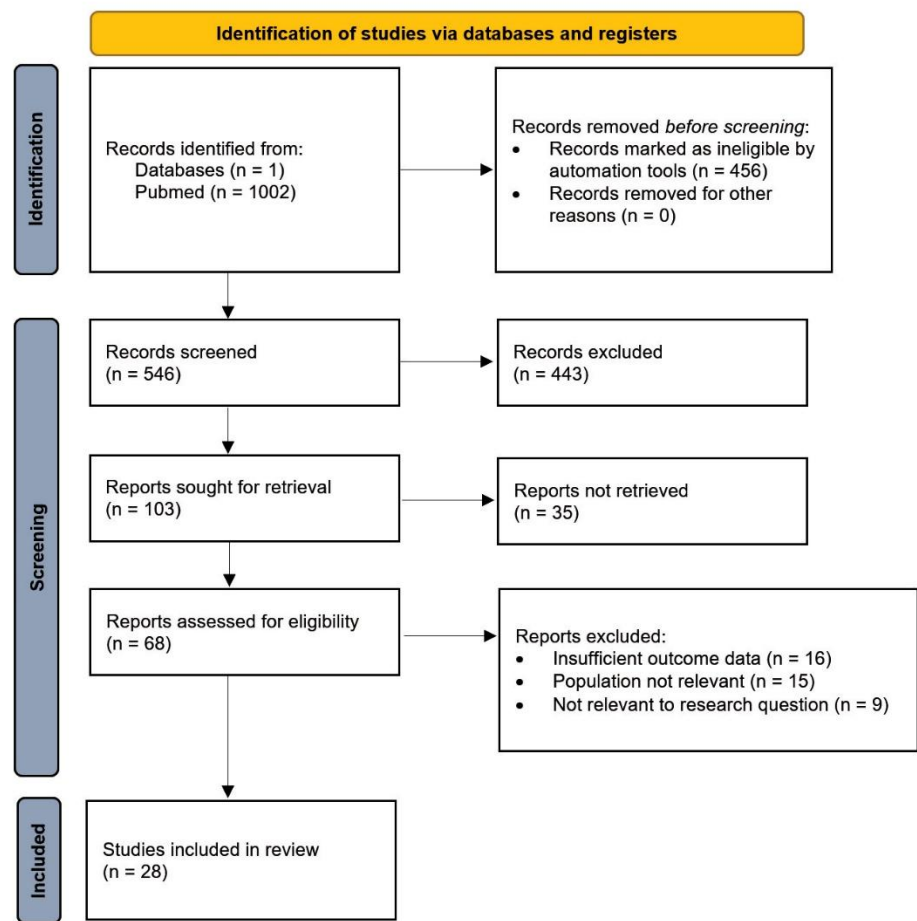 Identification of studies via databases and registers
Identification
Records identified from:
Databases (n = 1)
Pubmed (n = 1002)
Records removed before screening:
• Records marked as ineligible by
automation tools (n = 456)
• Records removed for other
reasons (n = 0)
Screening
Records screened
(n = 546)
Records excluded
(n = 443)
Reports sought for retrieval
(n = 103)
Reports not retrieved
(n = 35)
Reports assessed for eligibility
(n = 68)
Reports excluded:
• Insufficient outcome data (n = 16)
• Population not relevant (n = 15)
• Not relevant to research question (n = 9)
Included
Studies included in review
(n = 28)